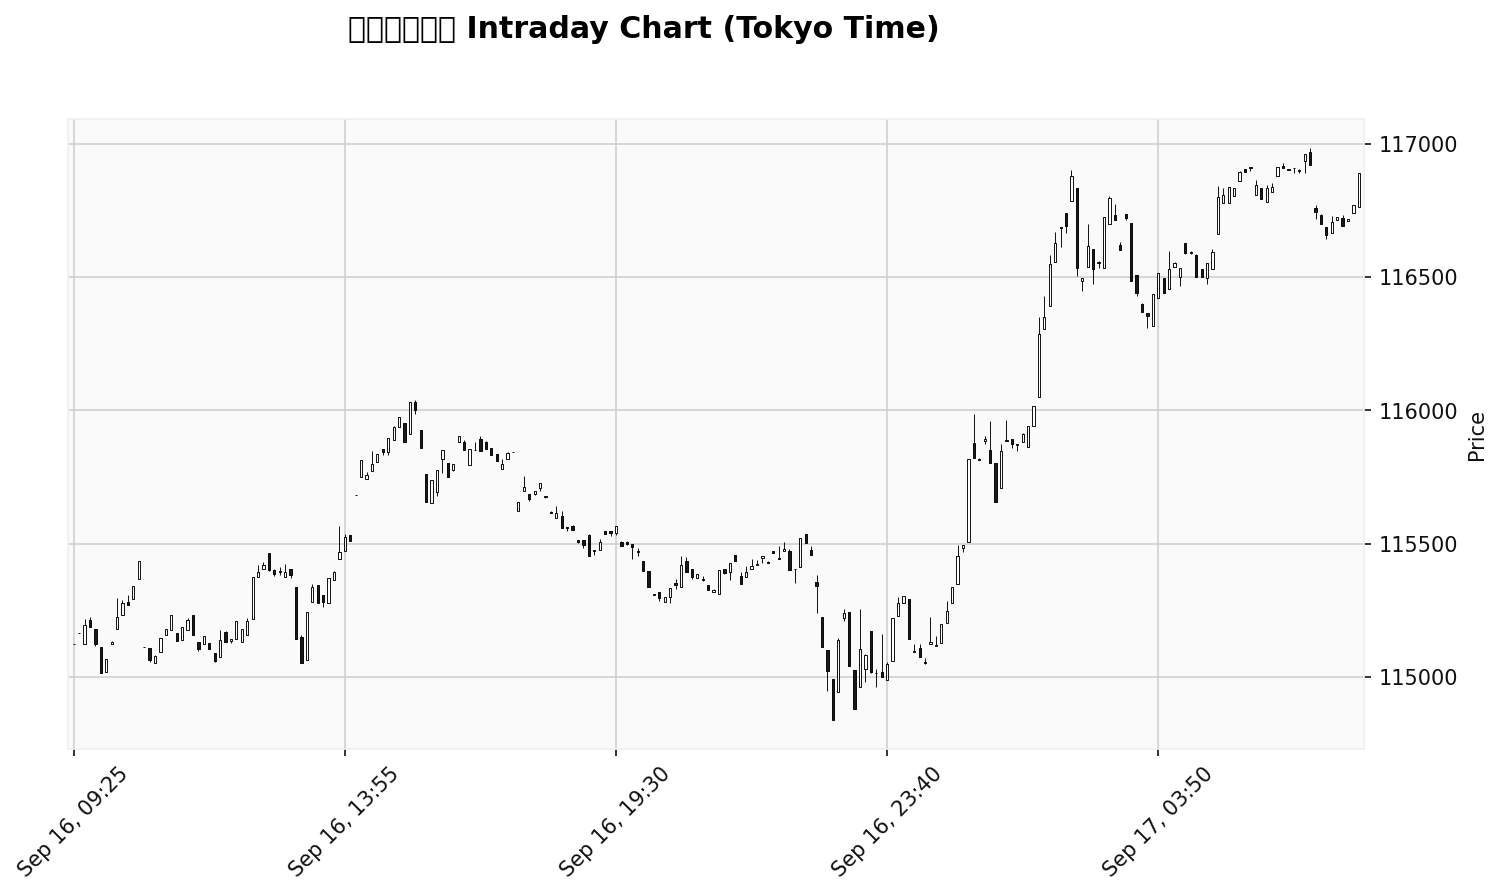 Intraday Chart (Tokyo Time)
117000
116500
116000
115500
115000
Price
Sep 16, 09:25
Sep 16, 13:55
Sep 16, 19:30
Sep 16, 23:40
Sep 17, 03:50